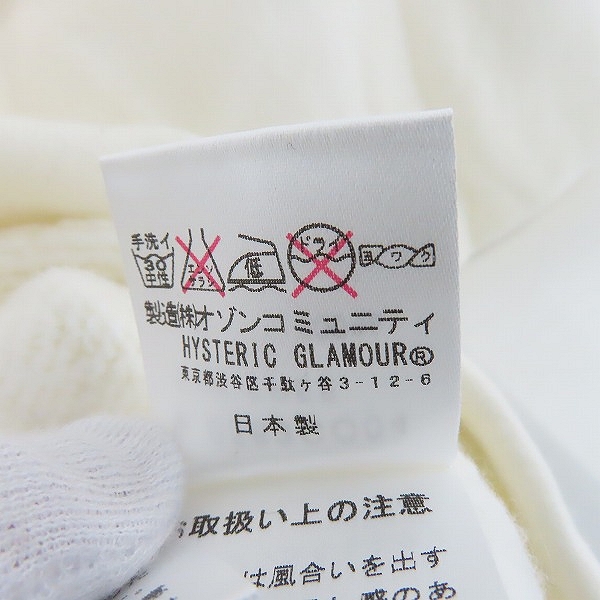 手洗イ
30 中性 エンソ サラシ 低 ドライ ヨワク
製造(株)オゾンコミュニティ
HYSTERIC GLAMOUR®
東京都渋谷区千駄ヶ谷3-12-6
日本製
お取扱い上の注意
は風合いを出す